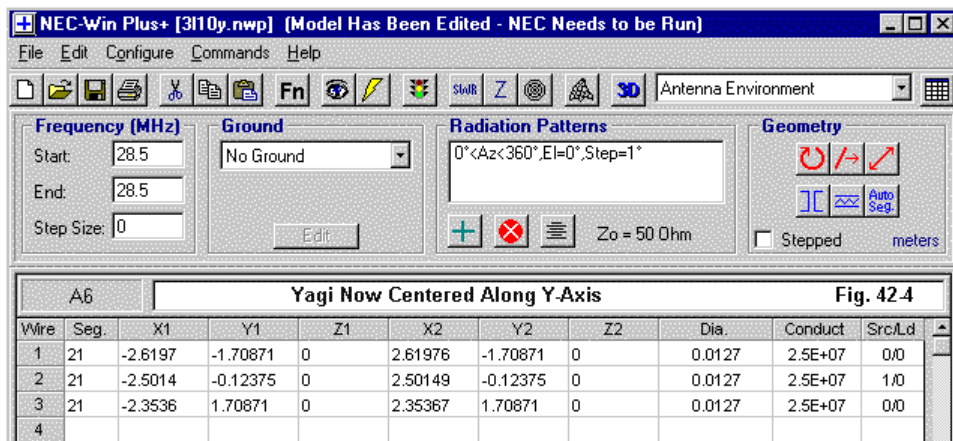 NEC-Win Plus+ [3l10y.nwp] (Model Has Been Edited - NEC Needs to be Run)
File Edit Configure Commands Help
Fn SWR Z 3D Antenna Environment
Frequency (MHz) Ground Radiation Patterns Geometry
Start: 28.5 No Ground 0°<Az<360°,El=0°,Step=1°
End: 28.5
Auto Seg.
Step Size: 0 Edit Zo = 50 Ohm Stepped meters
A6 Yagi Now Centered Along Y-Axis Fig. 42-4
Wire Seg. X1 Y1 Z1 X2 Y2 Z2 Dia. Conduct Src/Ld
1 21 -2.6197 -1.70871 0 2.61976 -1.70871 0 0.0127 2.5E+07 0/0
2 21 -2.5014 -0.12375 0 2.50149 -0.12375 0 0.0127 2.5E+07 1/0
3 21 -2.3536 1.70871 0 2.35367 1.70871 0 0.0127 2.5E+07 0/0
4